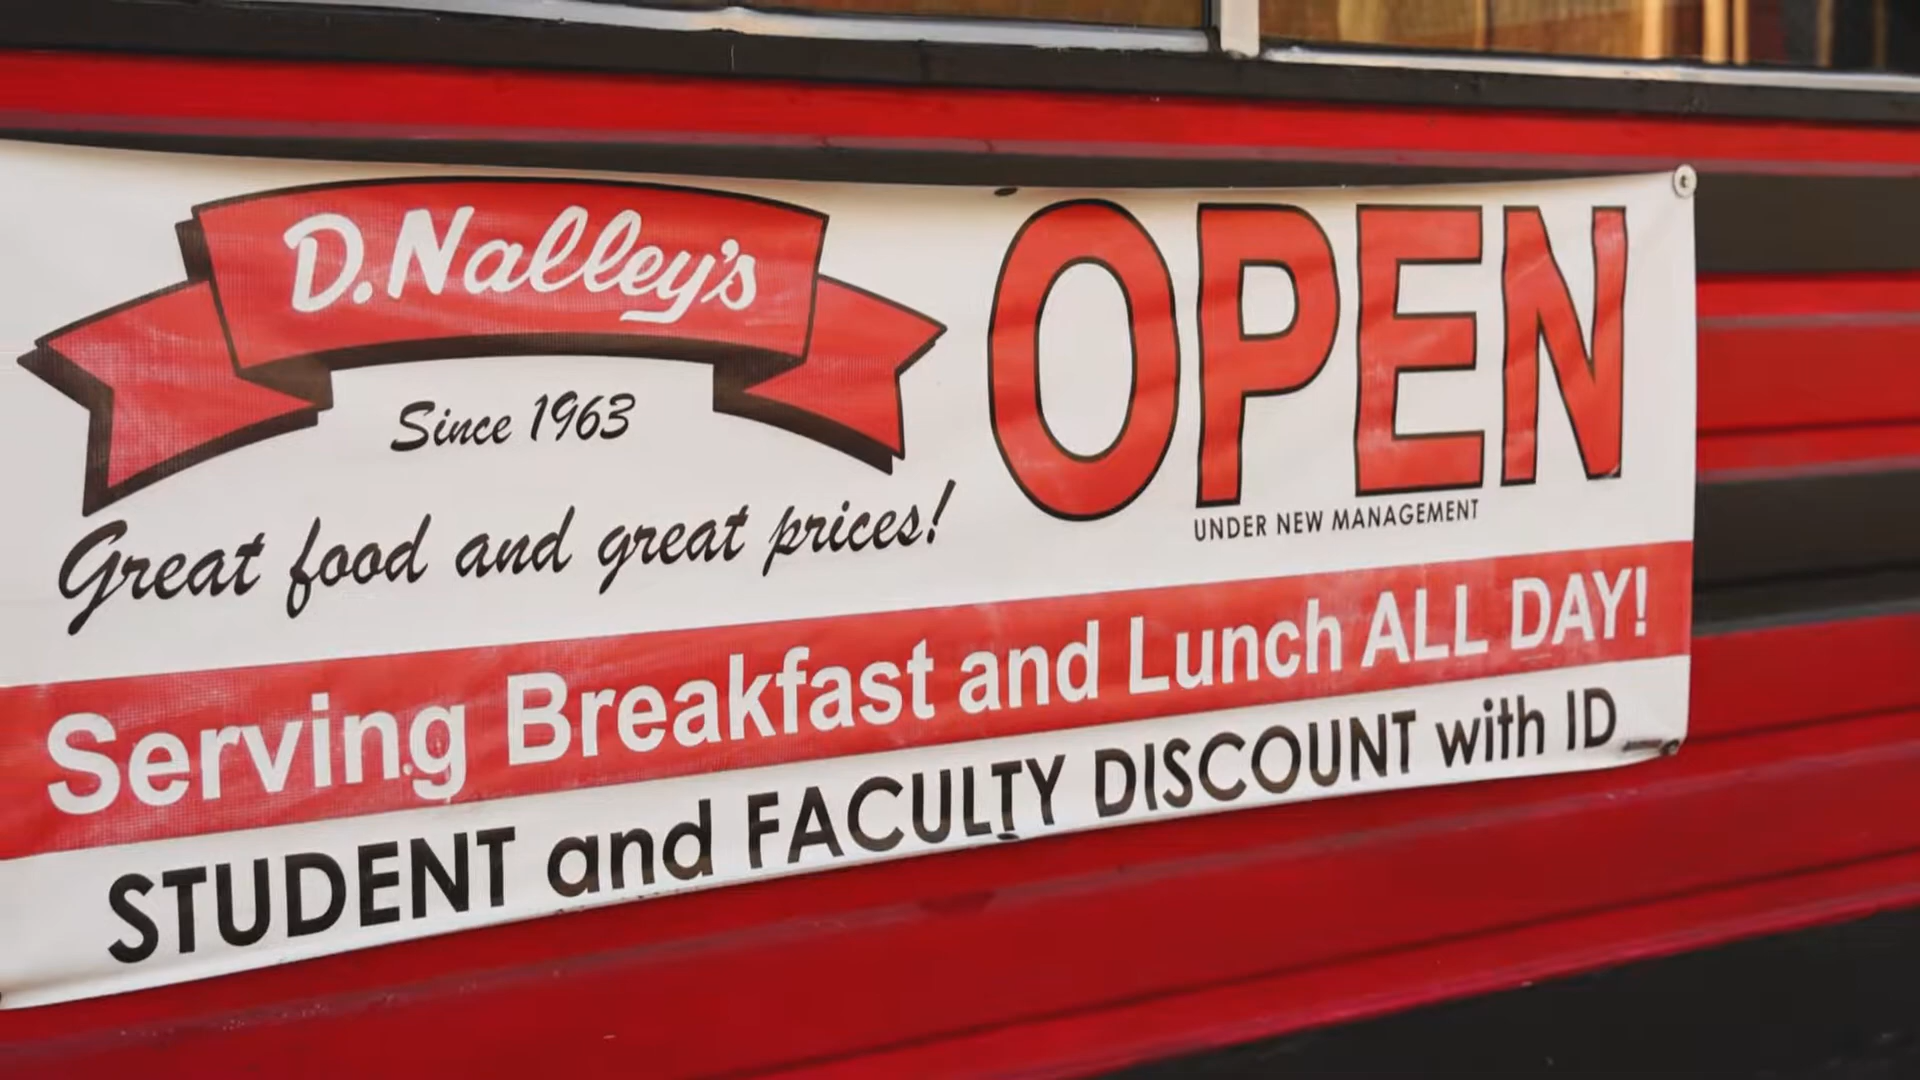 D.Nalley's
Since 1963
Great food and great prices!
OPEN
UNDER NEW MANAGEMENT
Serving Breakfast and Lunch ALL DAY!
STUDENT and FACULTY DISCOUNT with ID